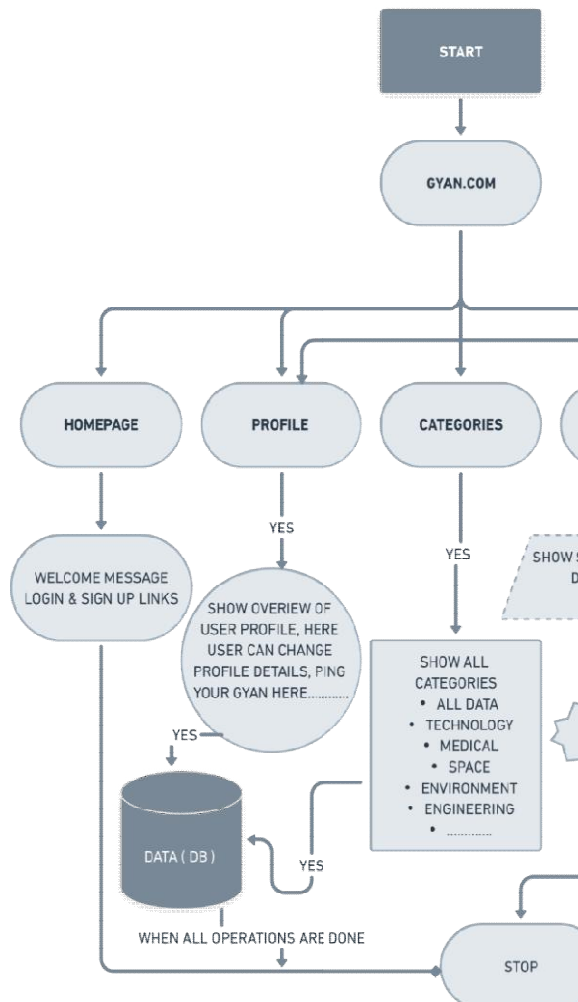 START
GYAN.COM
HOMEPAGE
PROFILE
CATEGORIES
YES
YES
WELCOME MESSAGE
LOGIN & SIGN UP LINKS
SHOW OVERIEW OF
USER PROFILE, HERE
USER CAN CHANGE
PROFILE DETAILS, PING
YOUR GYAN HERE...........
SHOW
SHOW ALL
CATEGORIES
• ALL DATA
• TECHNOLOGY
• MEDICAL
• SPACE
• ENVIRONMENT
• ENGINEERING
• .............
YES
DATA ( DB )
YES
WHEN ALL OPERATIONS ARE DONE
STOP